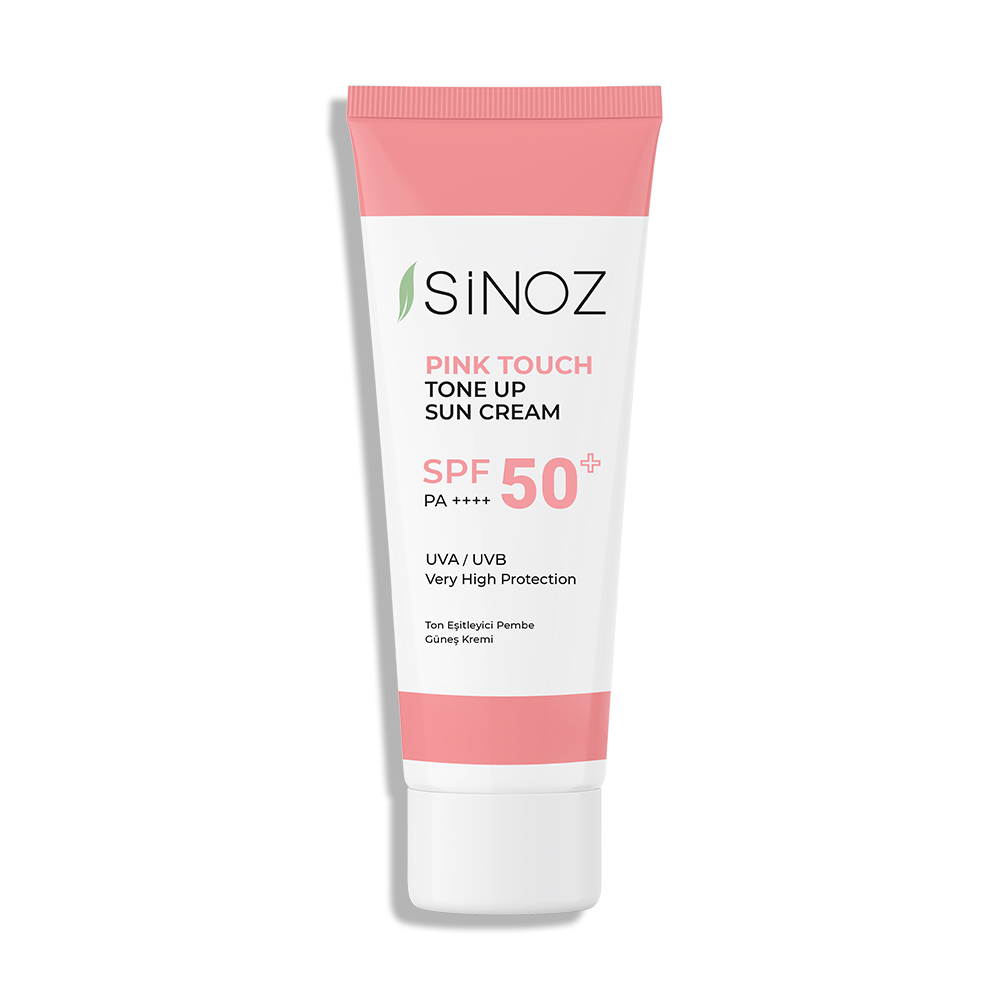 SiNOZ
PINK TOUCH
TONE UP
SUN CREAM
SPF 50+
PA ++++
UVA / UVB
Very High Protection
Ton Eşitleyici Pembe
Güneş Kremi